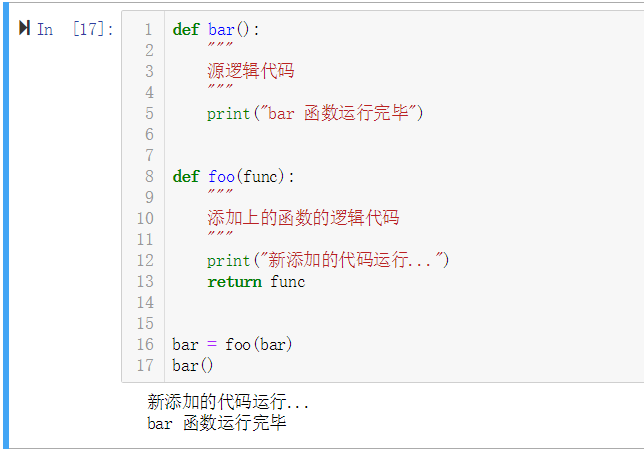 In [17]:
1 def bar():
2     """
3     源逻辑代码
4     """
5     print("bar 函数运行完毕")
6
7
8 def foo(func):
9     """
10     添加上的函数的逻辑代码
11     """
12     print("新添加的代码运行...")
13     return func
14
15
16 bar = foo(bar)
17 bar()
新添加的代码运行...
bar 函数运行完毕